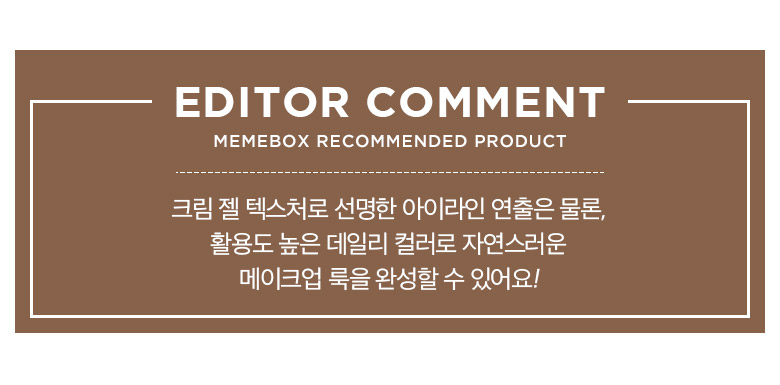 EDITOR COMMENT
MEMEBOX RECOMMENDED PRODUCT
크림 젤 텍스처로 선명한 아이라인 연출은 물론,
활용도 높은 데일리 컬러로 자연스러운
메이크업 룩을 완성할 수 있어요!